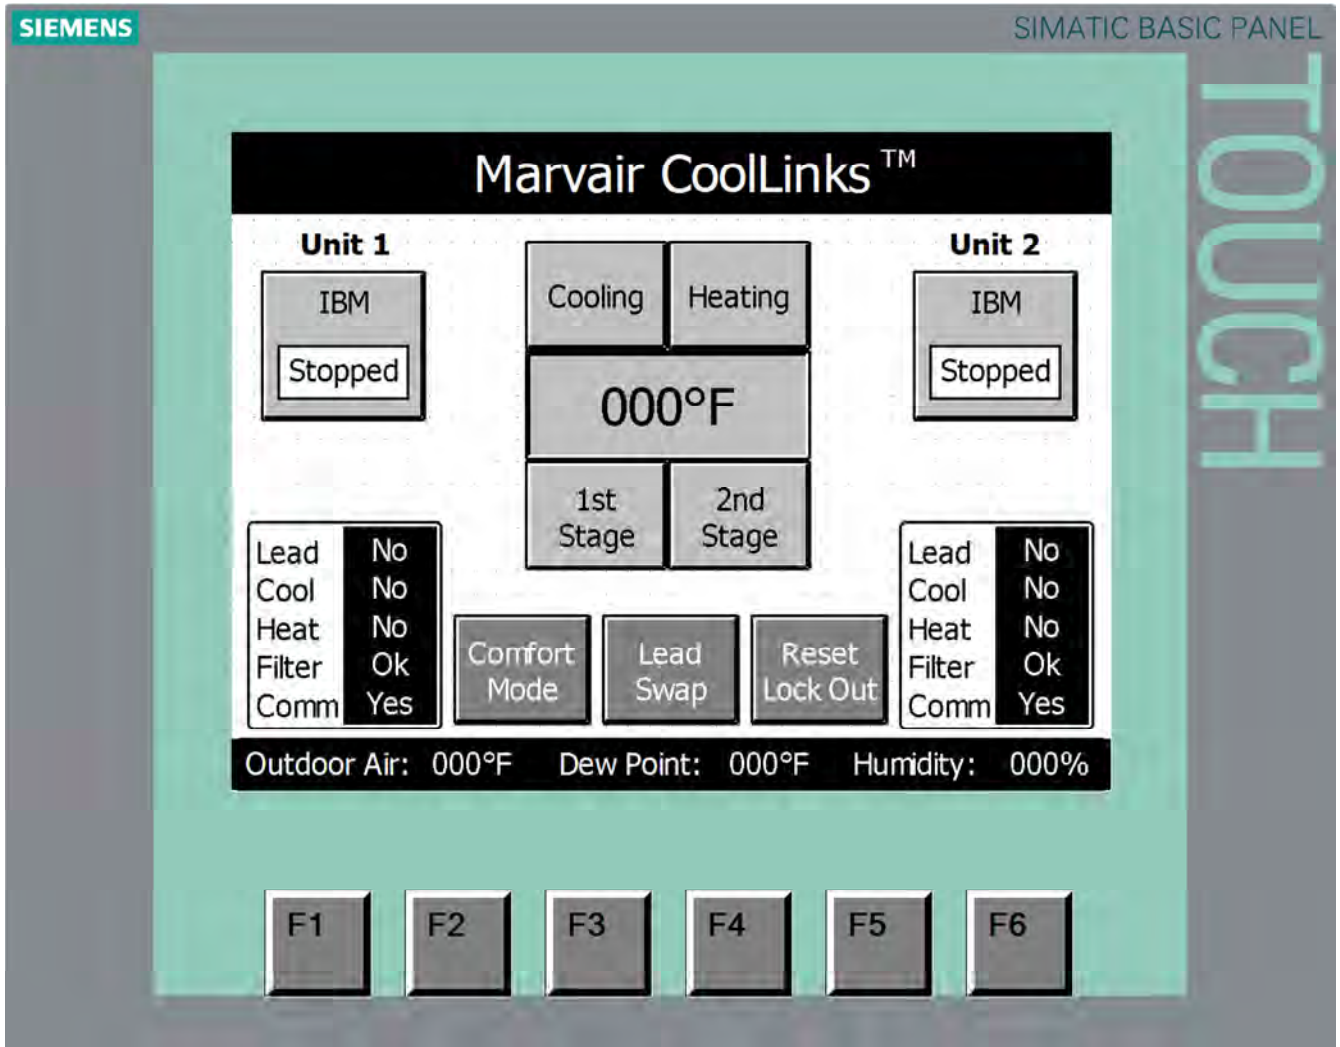 SIEMENS
SIMATIC BASIC PANEL
TOUCH
Marvair CoolLinks™
Unit 1
IBM
Stopped
Cooling
Heating
000°F
1st
Stage
2nd
Stage
Unit 2
IBM
Stopped
Lead No
Cool No
Heat No
Filter Ok
Comm Yes
Comfort
Mode
Lead
Swap
Reset
Lock Out
Lead No
Cool No
Heat No
Filter Ok
Comm Yes
Outdoor Air: 000°F Dew Point: 000°F Humidity: 000%
F1 F2 F3 F4 F5 F6